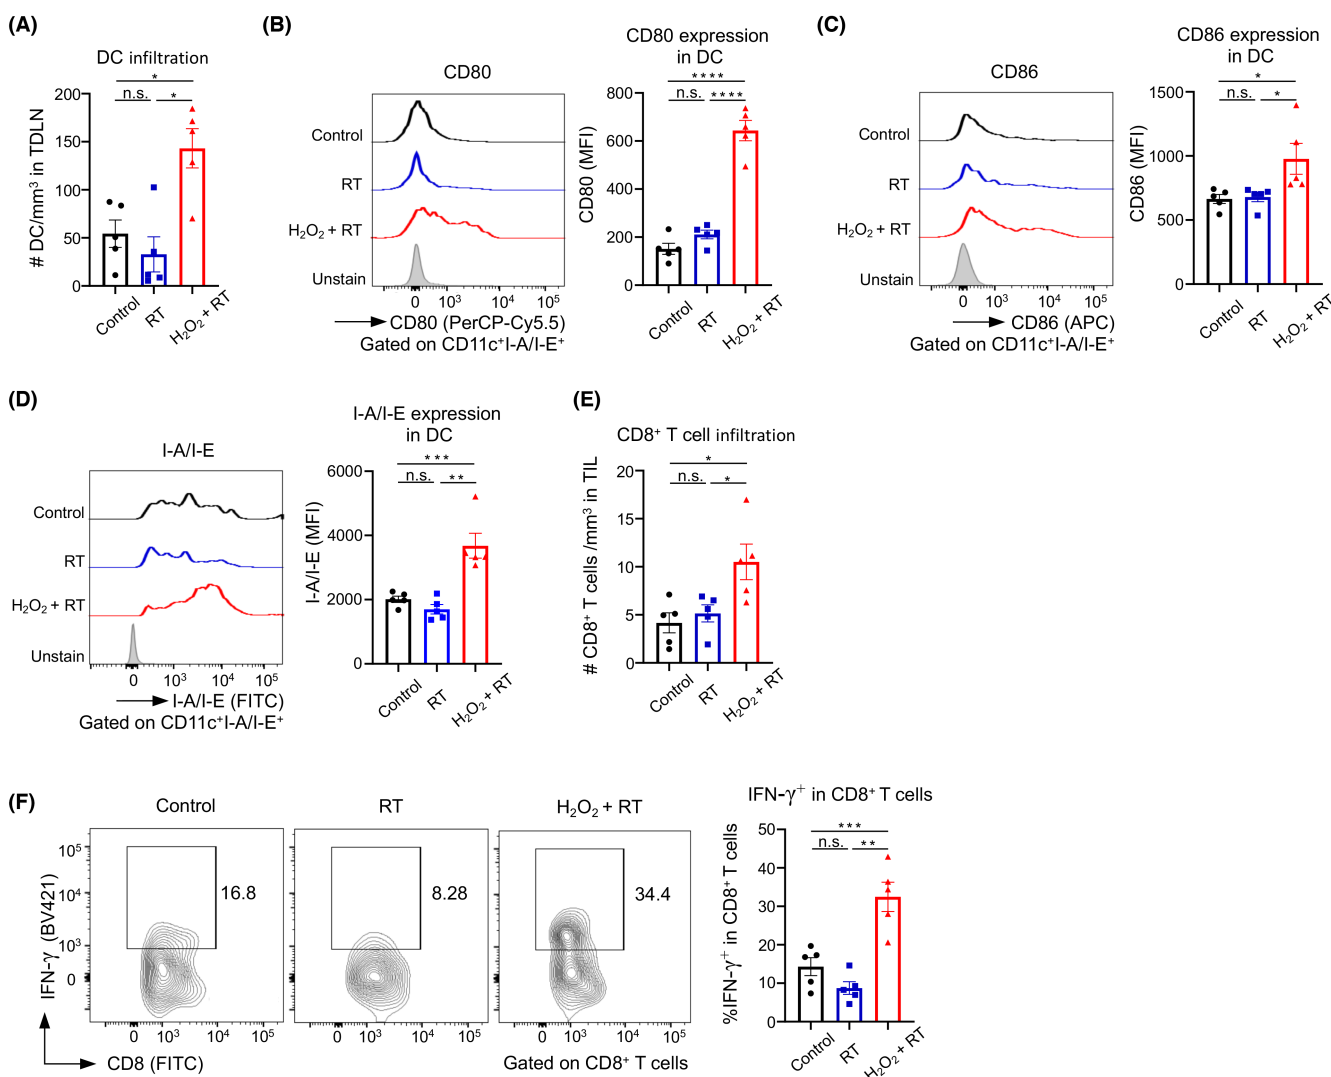 (A)
DC infiltration
*
n.s. *
# DC/mm³ in TDLN
200
150
100
50
0
Control
RT
H₂O₂ + RT
(B)
CD80
Control
RT
H₂O₂ + RT
Unstain
0 10³ 10⁴ 10⁵
CD80 (PerCP-Cy5.5)
Gated on CD11c⁺I-A/I-E⁺
CD80 expression
in DC
****
n.s. ****
CD80 (MFI)
800
600
400
200
0
Control
RT
H₂O₂ + RT
(C)
CD86
Control
RT
H₂O₂ + RT
Unstain
0 10³ 10⁴ 10⁵
CD86 (APC)
Gated on CD11c⁺I-A/I-E⁺
CD86 expression
in DC
*
n.s. *
CD86 (MFI)
1500
1000
500
0
Control
RT
H₂O₂ + RT
(D)
I-A/I-E
Control
RT
H₂O₂ + RT
Unstain
0 10³ 10⁴ 10⁵
I-A/I-E (FITC)
Gated on CD11c⁺I-A/I-E⁺
I-A/I-E expression
in DC
***
n.s. **
I-A/I-E (MFI)
6000
4000
2000
0
Control
RT
H₂O₂ + RT
(E)
CD8⁺ T cell infiltration
*
n.s. *
# CD8⁺ T cells /mm³ in TIL
20
15
10
5
0
Control
RT
H₂O₂ + RT
(F)
Control
RT
H₂O₂ + RT
16.8
8.28
34.4
IFN-γ (BV421)
10⁵
10⁴
10³
0
0 10³ 10⁴ 10⁵
0 10³ 10⁴ 10⁵
0 10³ 10⁴ 10⁵
CD8 (FITC)
Gated on CD8⁺ T cells
IFN-γ⁺ in CD8⁺ T cells
***
n.s. **
%IFN-γ⁺ in CD8⁺ T cells
50
40
30
20
10
0
Control
RT
H₂O₂ + RT